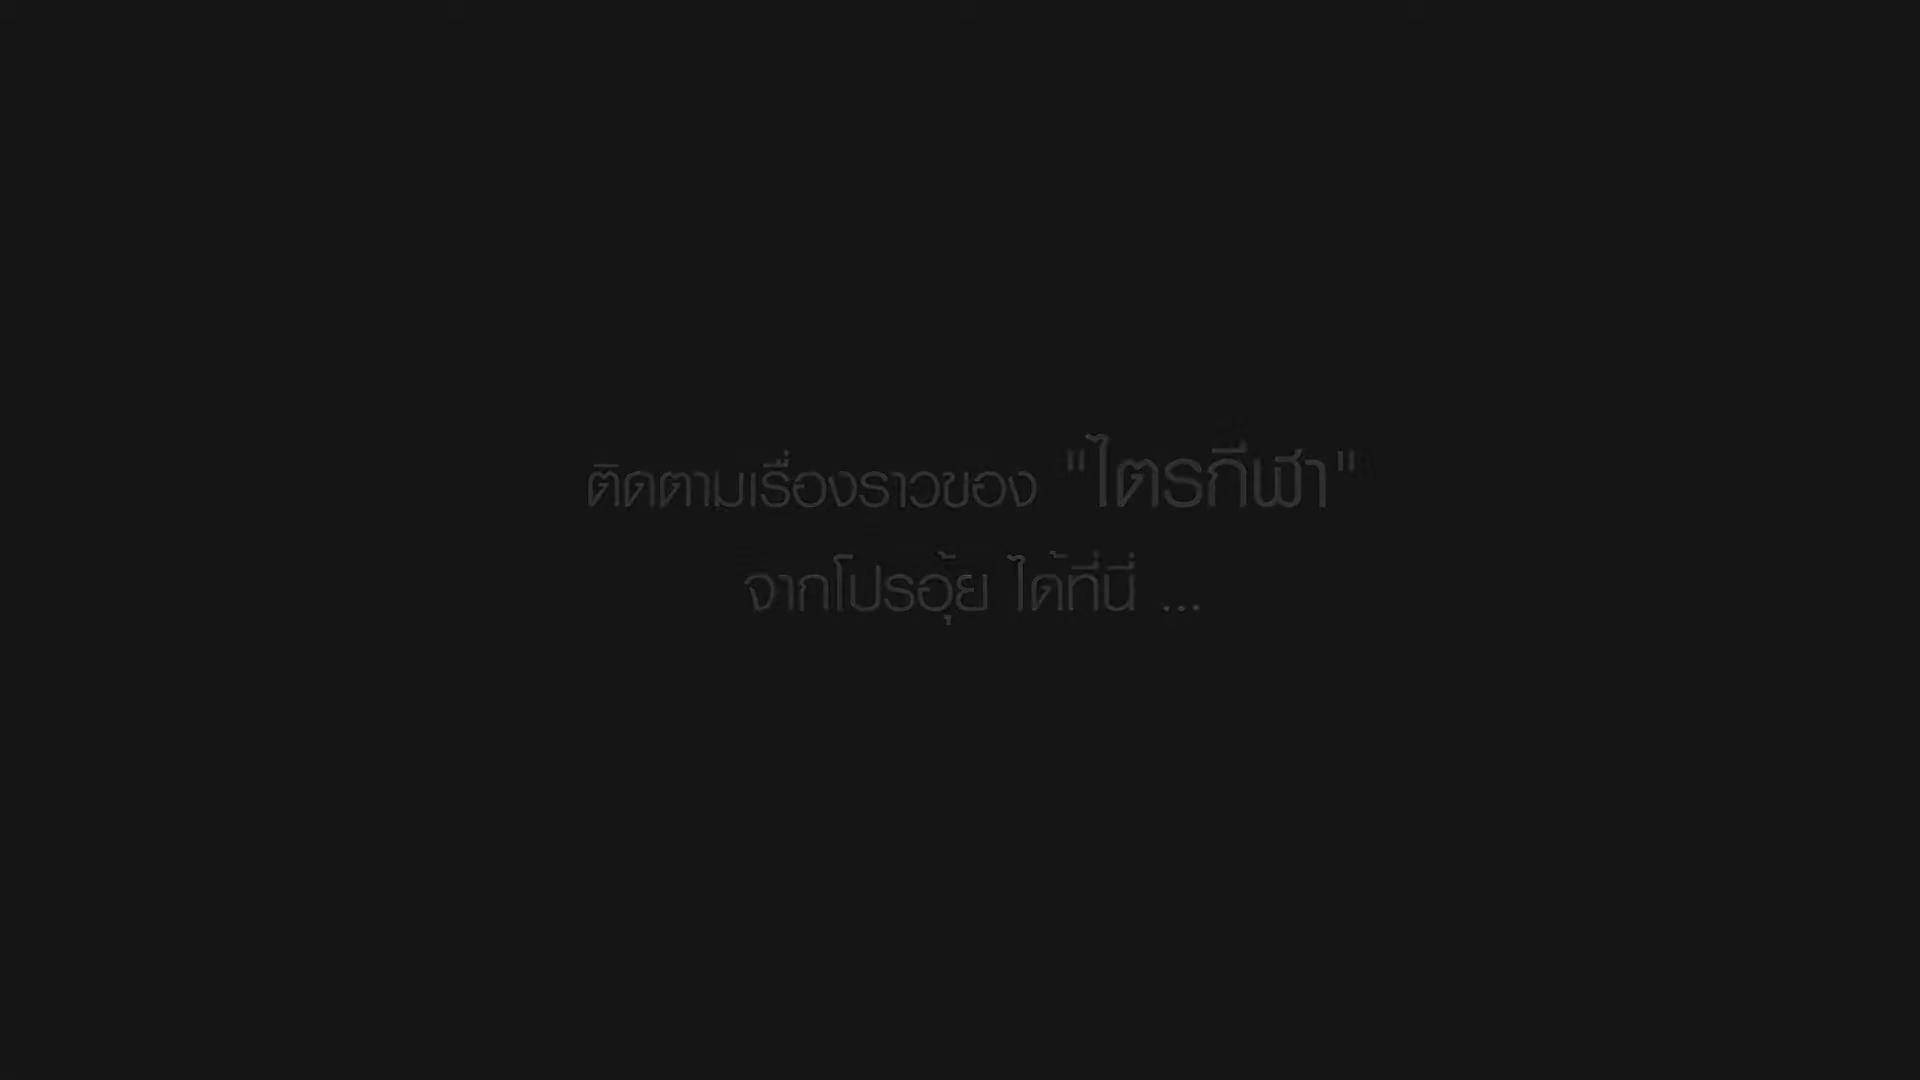 ติดตามเรื่องราวของ "ไตรกีฬา"
จากโปรอุ้ย ได้ที่นี่ ...